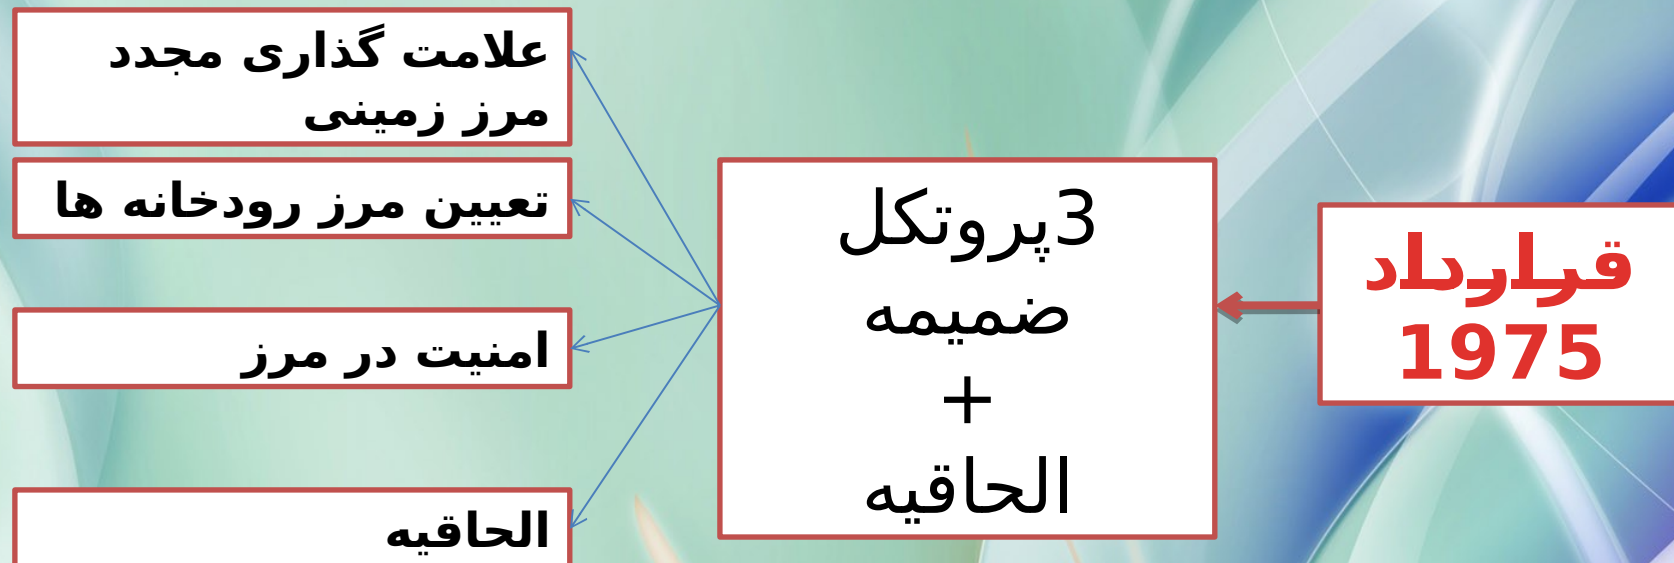 قرارداد
1975
3پروتکل
ضمیمه
+
الحاقیه
علامت گذاری مجدد
مرز زمینی
تعیین مرز رودخانه ها
امنیت در مرز
الحاقیه